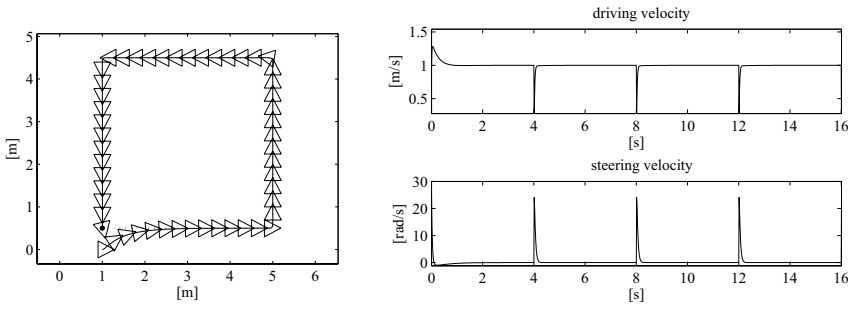 5
4
3
2
1
0
[m]
0 1 2 3 4 5 6
[m]
driving velocity
1.5
1
0.5
[m/s]
0 2 4 6 8 10 12 14 16
[s]
steering velocity
30
20
10
0
[rad/s]
0 2 4 6 8 10 12 14 16
[s]